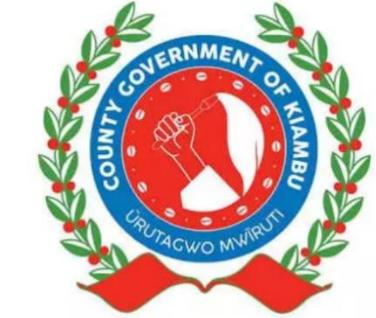 COUNTY GOVERNMENT OF KIAMBU
ŨRUTAGWO MWĨRUTI